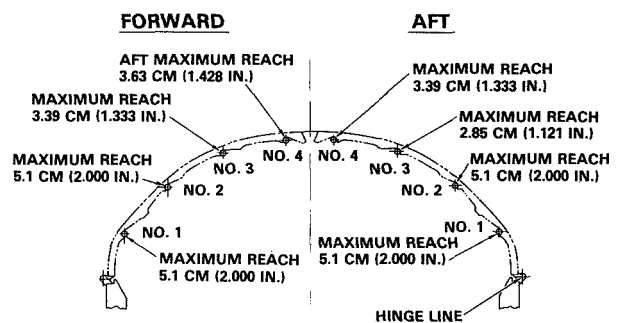 FORWARD
AFT
AFT MAXIMUM REACH
3.63 CM (1.428 IN.)
MAXIMUM REACH
3.39 CM (1.333 IN.)
MAXIMUM REACH
3.39 CM (1.333 IN.)
MAXIMUM REACH
2.85 CM (1.121 IN.)
MAXIMUM REACH
5.1 CM (2.000 IN.)
MAXIMUM REACH
5.1 CM (2.000 IN.)
NO. 4
NO. 4
NO. 3
NO. 3
NO. 2
NO. 2
NO. 1
NO. 1
MAXIMUM REACH
5.1 CM (2.000 IN.)
MAXIMUM REACH
5.1 CM (2.000 IN.)
HINGE LINE